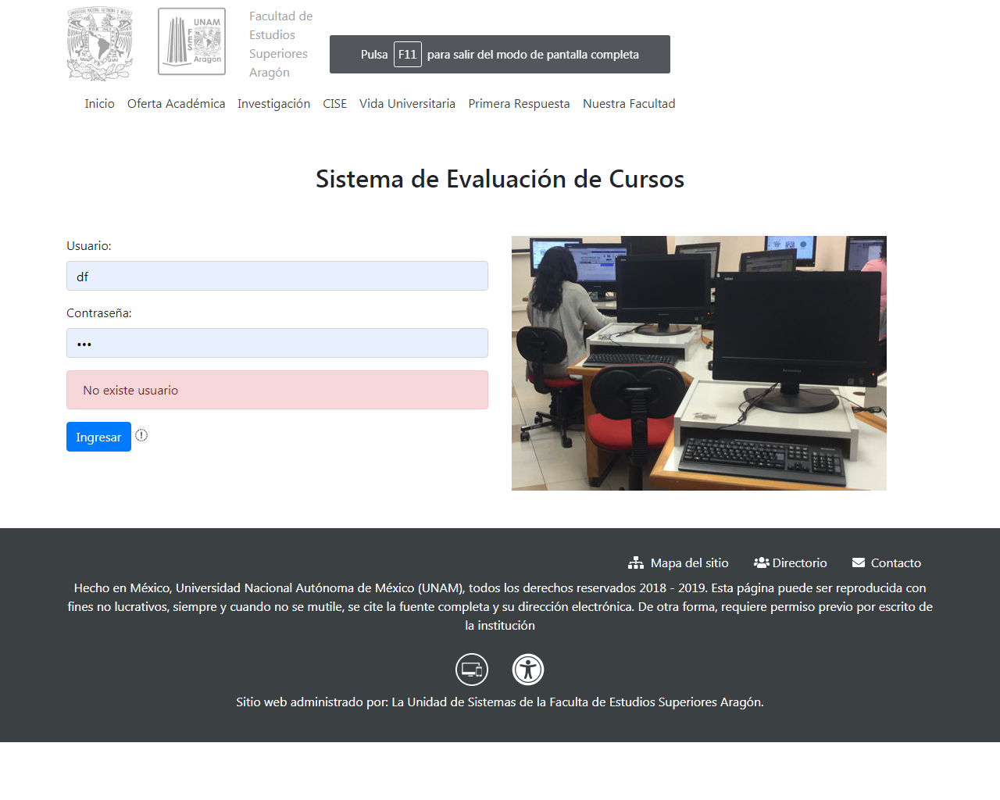 UNAM
FES
Aragón
Facultad de
Estudios
Superiores
Aragón
Pulsa F11 para salir del modo de pantalla completa
Inicio Oferta Académica Investigación CISE Vida Universitaria Primera Respuesta Nuestra Facultad
Sistema de Evaluación de Cursos
Usuario:
df
Contraseña:
•••
No existe usuario
Ingresar
Mapa del sitio Directorio Contacto
Hecho en México, Universidad Nacional Autónoma de México (UNAM), todos los derechos reservados 2018 - 2019. Esta página puede ser reproducida con
fines no lucrativos, siempre y cuando no se mutile, se cite la fuente completa y su dirección electrónica. De otra forma, requiere permiso previo por escrito de
la institución
Sitio web administrado por: La Unidad de Sistemas de la Faculta de Estudios Superiores Aragón.